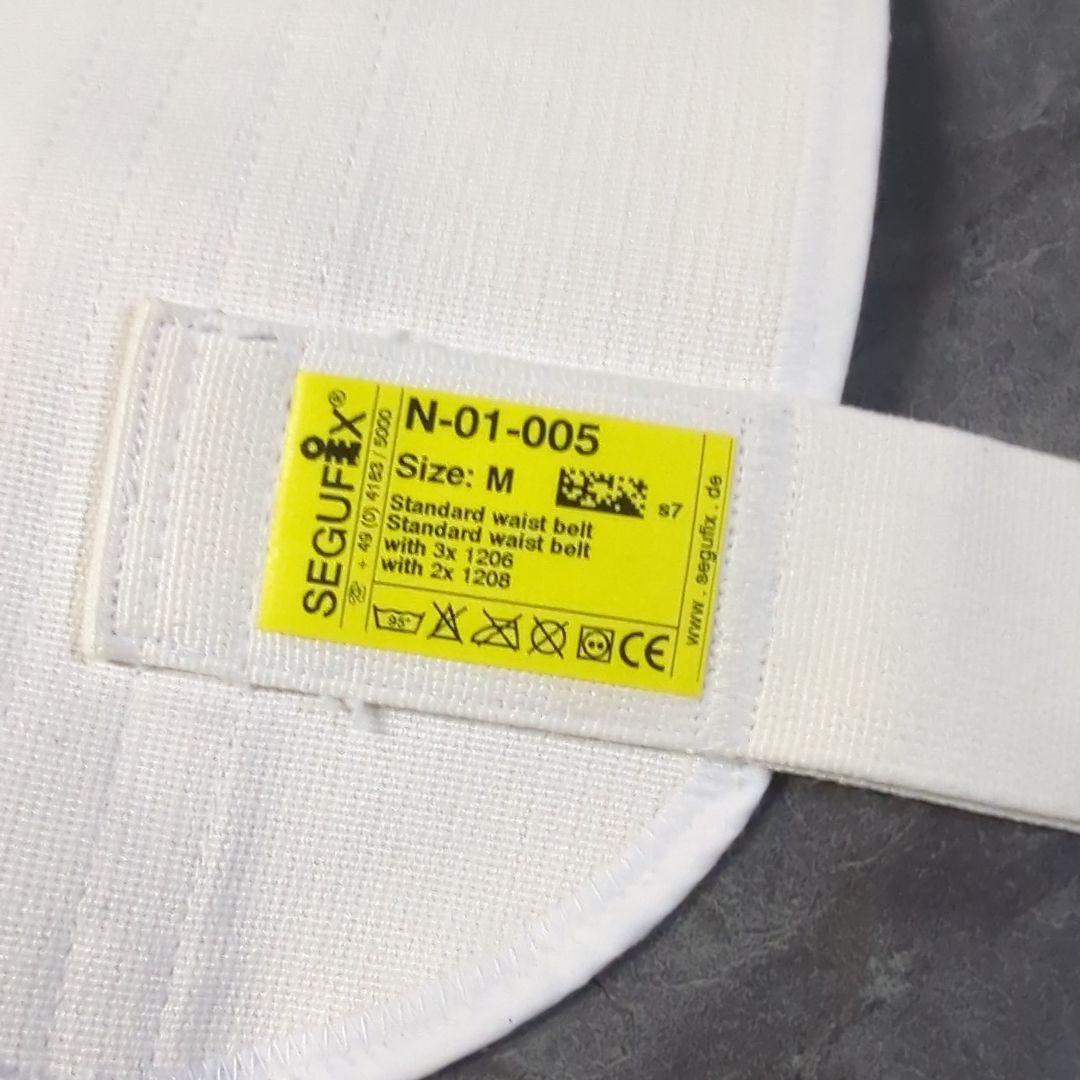 SEGUFIX®
+ 49 (0) 4183 / 5000
N-01-005
Size: M
s7
Standard waist belt
Standard waist belt
with 3x 1206
with 2x 1208
95°
CE
www.segufix.de